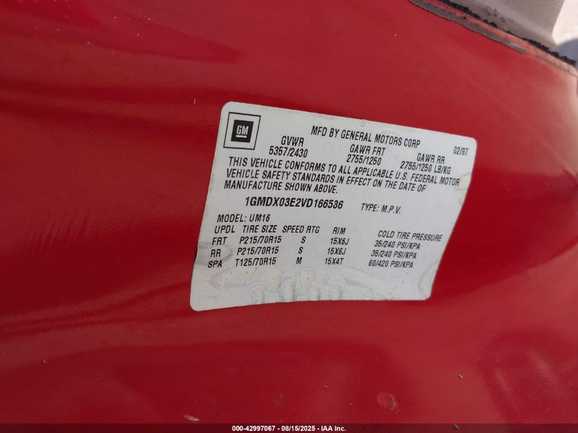 GM
MFD BY GENERAL MOTORS CORP 02/97
GVWR GAWR FRT GAWR RR
5357/2430 2755/1250 2755/1250 LB/KG
THIS VEHICLE CONFORMS TO ALL APPLICABLE U.S. FEDERAL MOTOR
VEHICLE SAFETY STANDARDS IN EFFECT ON THE DATE OF
MANUFACTURE SHOWN ABOVE.
1GMDX03E2VD166536 TYPE: M.P.V.
MODEL: UM16
UPDL TIRE SIZE SPEED RTG RIM COLD TIRE PRESSURE
FRT P215/70R15 S 15X6J 35/240 PSI/KPA
RR P215/70R15 S 15X6J 35/240 PSI/KPA
SPA T125/70R15 M 15X4T 60/420 PSI/KPA
000-42997067 - 08/15/2025 - IAA Inc.